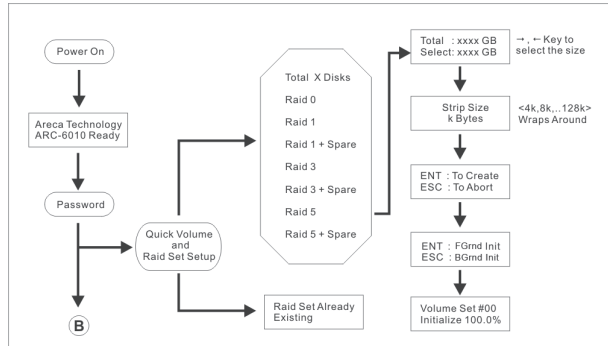 Power On
Areca Technology
ARC-6010 Ready
Password
B
Quick Volume
and
Raid Set Setup
Total X Disks
Raid 0
Raid 1
Raid 1 + Spare
Raid 3
Raid 3 + Spare
Raid 5
Raid 5 + Spare
Raid Set Already
Existing
Total : xxxx GB
Select: xxxx GB
→ , ← Key to
select the size
Strip Size
k Bytes
<4k,8k,..128k>
Wraps Around
ENT : To Create
ESC : To Abort
ENT : FGrnd Init
ESC : BGrnd Init
Volume Set #00
Initialize 100.0%